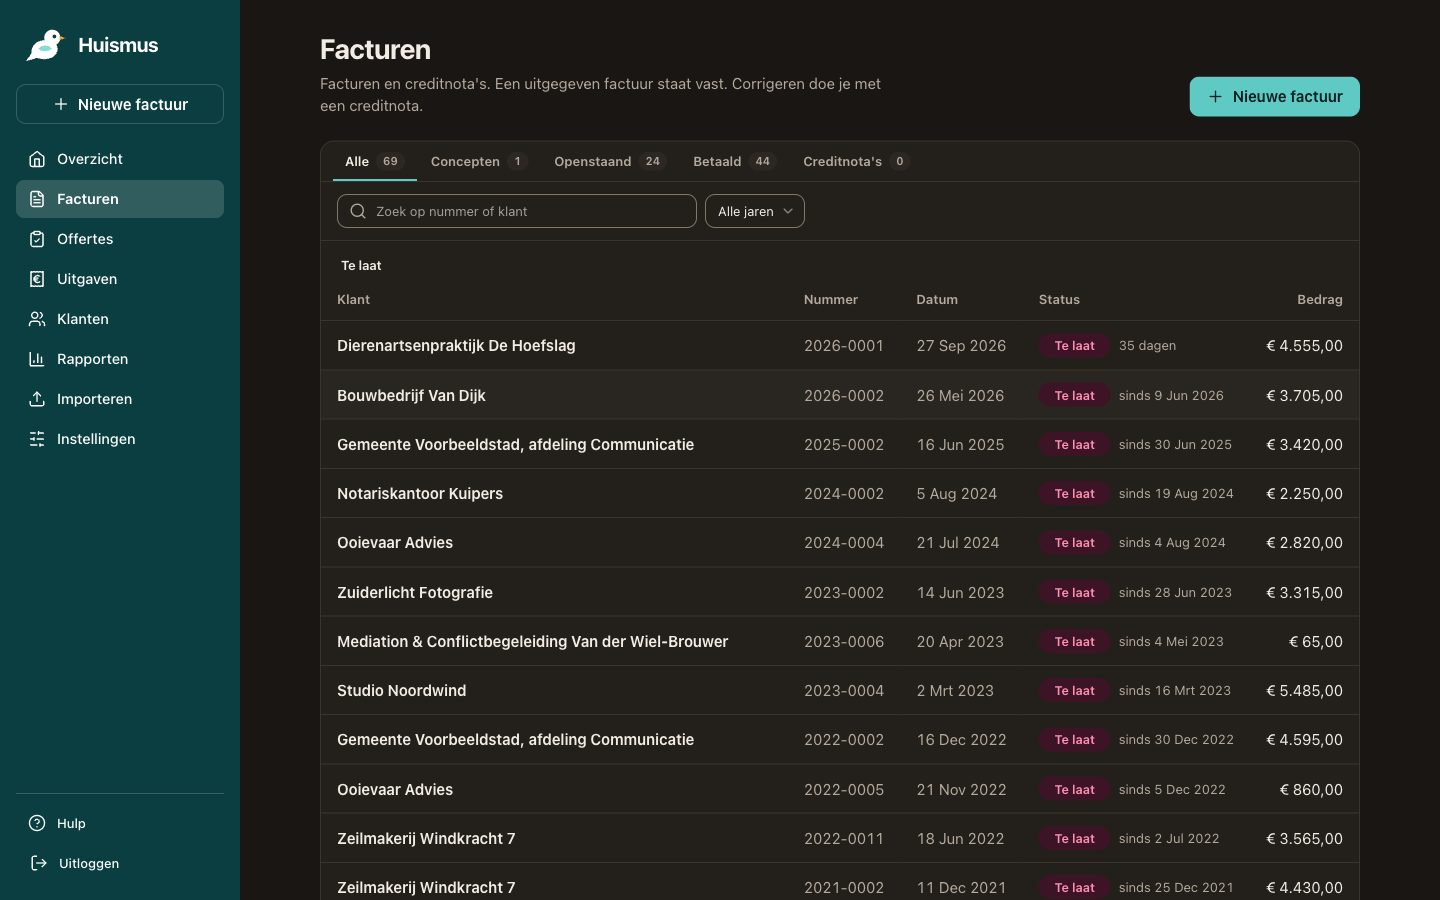 Huismus
Nieuwe factuur
Overzicht
Facturen
Offertes
Uitgaven
Klanten
Rapporten
Importeren
Instellingen
Hulp
Uitloggen
Facturen
Facturen en creditnota's. Een uitgegeven factuur staat vast. Corrigeren doe je met
een creditnota.
Nieuwe factuur
Alle 69 Concepten 1 Openstaand 24 Betaald 44 Creditnota's 0
Zoek op nummer of klant Alle jaren
Te laat
Klant Nummer Datum Status Bedrag
Dierenartsenpraktijk De Hoefslag 2026-0001 27 Sep 2026 Te laat 35 dagen € 4.555,00
Bouwbedrijf Van Dijk 2026-0002 26 Mei 2026 Te laat sinds 9 Jun 2026 € 3.705,00
Gemeente Voorbeeldstad, afdeling Communicatie 2025-0002 16 Jun 2025 Te laat sinds 30 Jun 2025 € 3.420,00
Notariskantoor Kuipers 2024-0002 5 Aug 2024 Te laat sinds 19 Aug 2024 € 2.250,00
Ooievaar Advies 2024-0004 21 Jul 2024 Te laat sinds 4 Aug 2024 € 2.820,00
Zuiderlicht Fotografie 2023-0002 14 Jun 2023 Te laat sinds 28 Jun 2023 € 3.315,00
Mediation & Conflictbegeleiding Van der Wiel-Brouwer 2023-0006 20 Apr 2023 Te laat sinds 4 Mei 2023 € 65,00
Studio Noordwind 2023-0004 2 Mrt 2023 Te laat sinds 16 Mrt 2023 € 5.485,00
Gemeente Voorbeeldstad, afdeling Communicatie 2022-0002 16 Dec 2022 Te laat sinds 30 Dec 2022 € 4.595,00
Ooievaar Advies 2022-0005 21 Nov 2022 Te laat sinds 5 Dec 2022 € 860,00
Zeilmakerij Windkracht 7 2022-0011 18 Jun 2022 Te laat sinds 2 Jul 2022 € 3.565,00
Zeilmakerij Windkracht 7 2021-0002 11 Dec 2021 Te laat sinds 25 Dec 2021 € 4.430,00